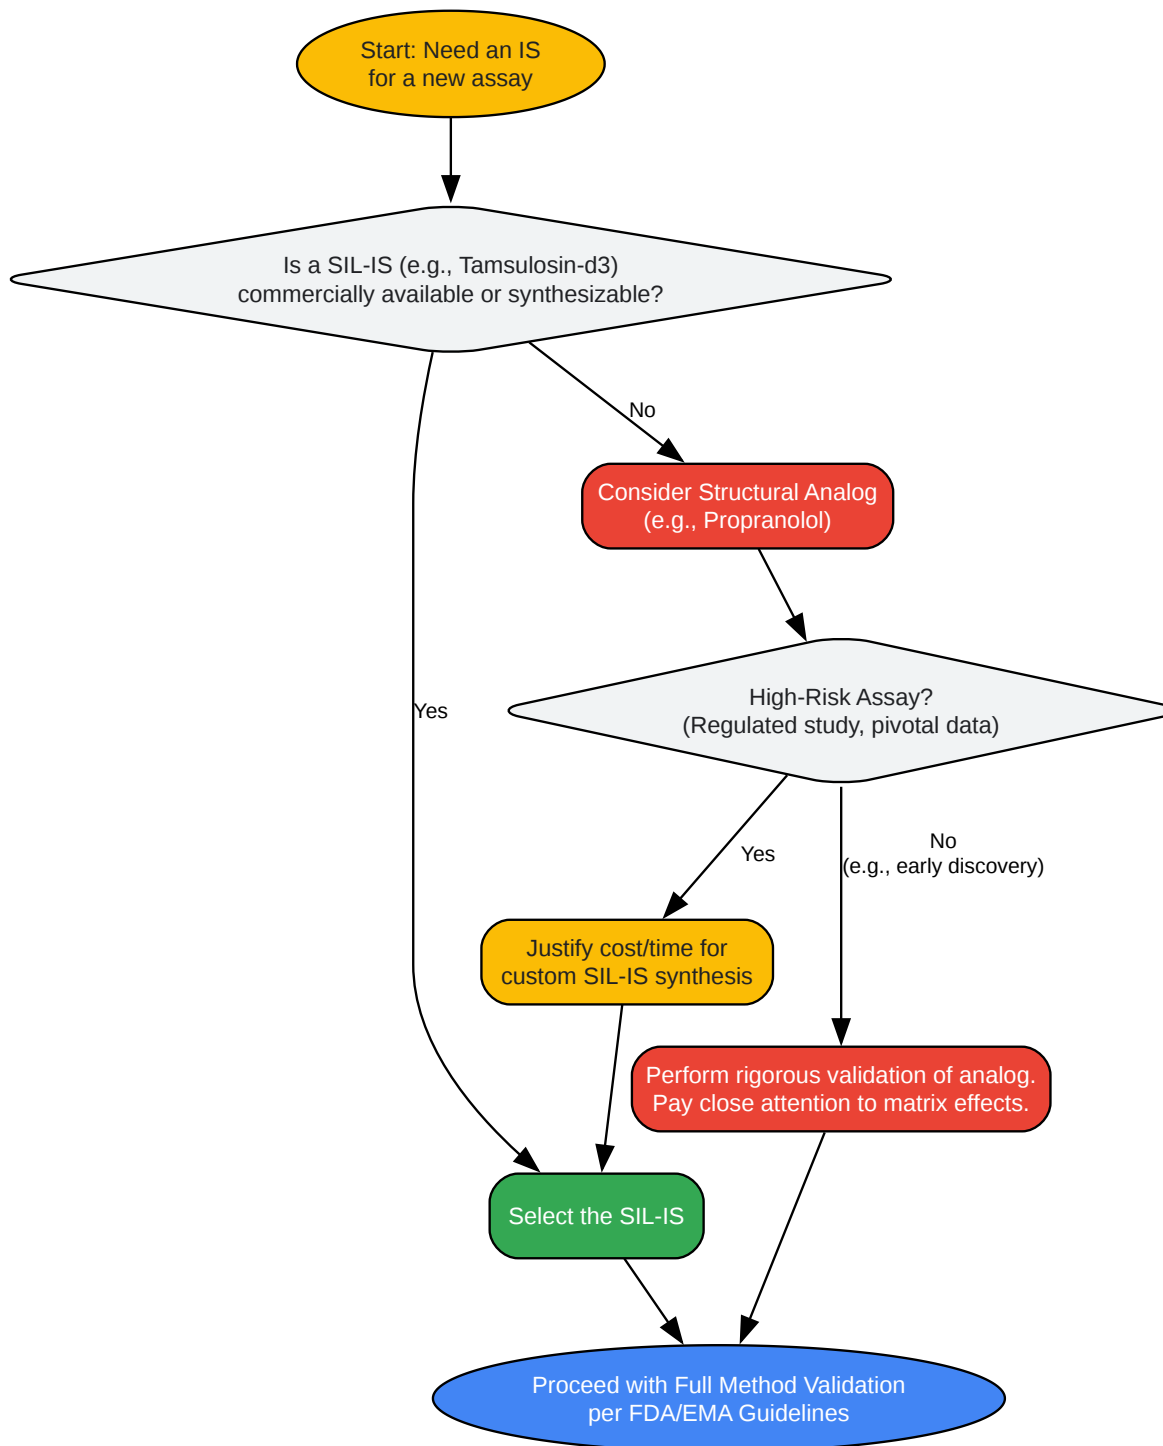 Start: Need an IS
for a new assay
Is a SIL-IS (e.g., Tamsulosin-d3)
commercially available or synthesizable?
No
Consider Structural Analog
(e.g., Propranolol)
Yes
High-Risk Assay?
(Regulated study, pivotal data)
Yes
No
(e.g., early discovery)
Justify cost/time for
custom SIL-IS synthesis
Perform rigorous validation of analog.
Pay close attention to matrix effects.
Select the SIL-IS
Proceed with Full Method Validation
per FDA/EMA Guidelines